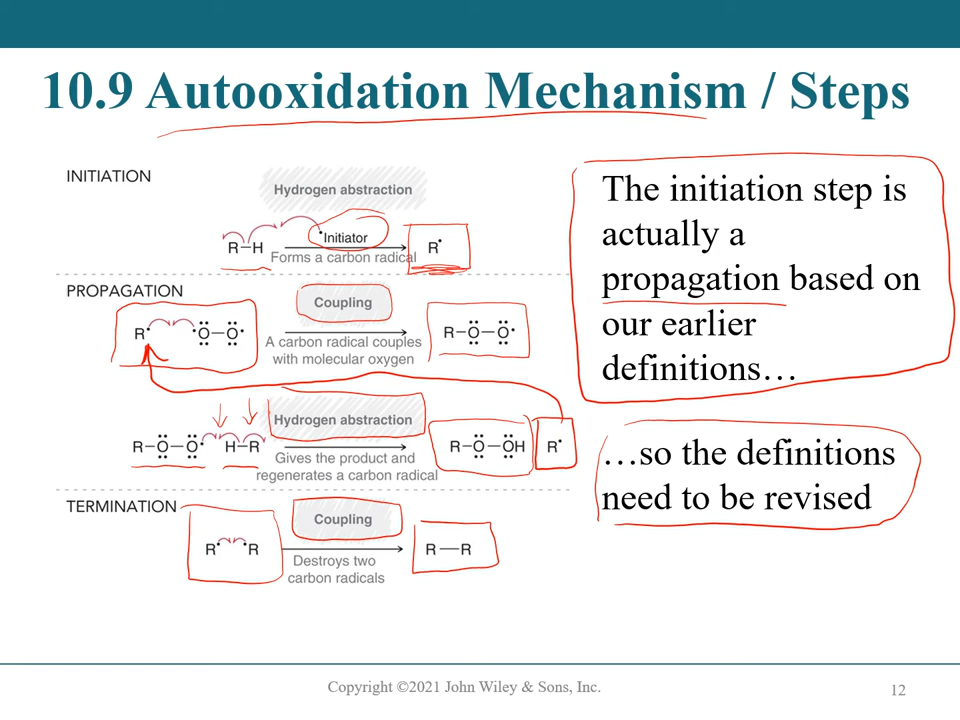 10.9 Autooxidation Mechanism / Steps
INITIATION
Hydrogen abstraction
R–H
•Initiator
R•
Forms a carbon radical
PROPAGATION
Coupling
R• •O–O•
R–O–O•
A carbon radical couples
with molecular oxygen
Hydrogen abstraction
R–O–O• H–R
R–O–OH R•
Gives the product and
regenerates a carbon radical
TERMINATION
Coupling
R• •R
R—R
Destroys two
carbon radicals
The initiation step is
actually a
propagation based on
our earlier
definitions…
…so the definitions
need to be revised
Copyright ©2021 John Wiley & Sons, Inc.
12